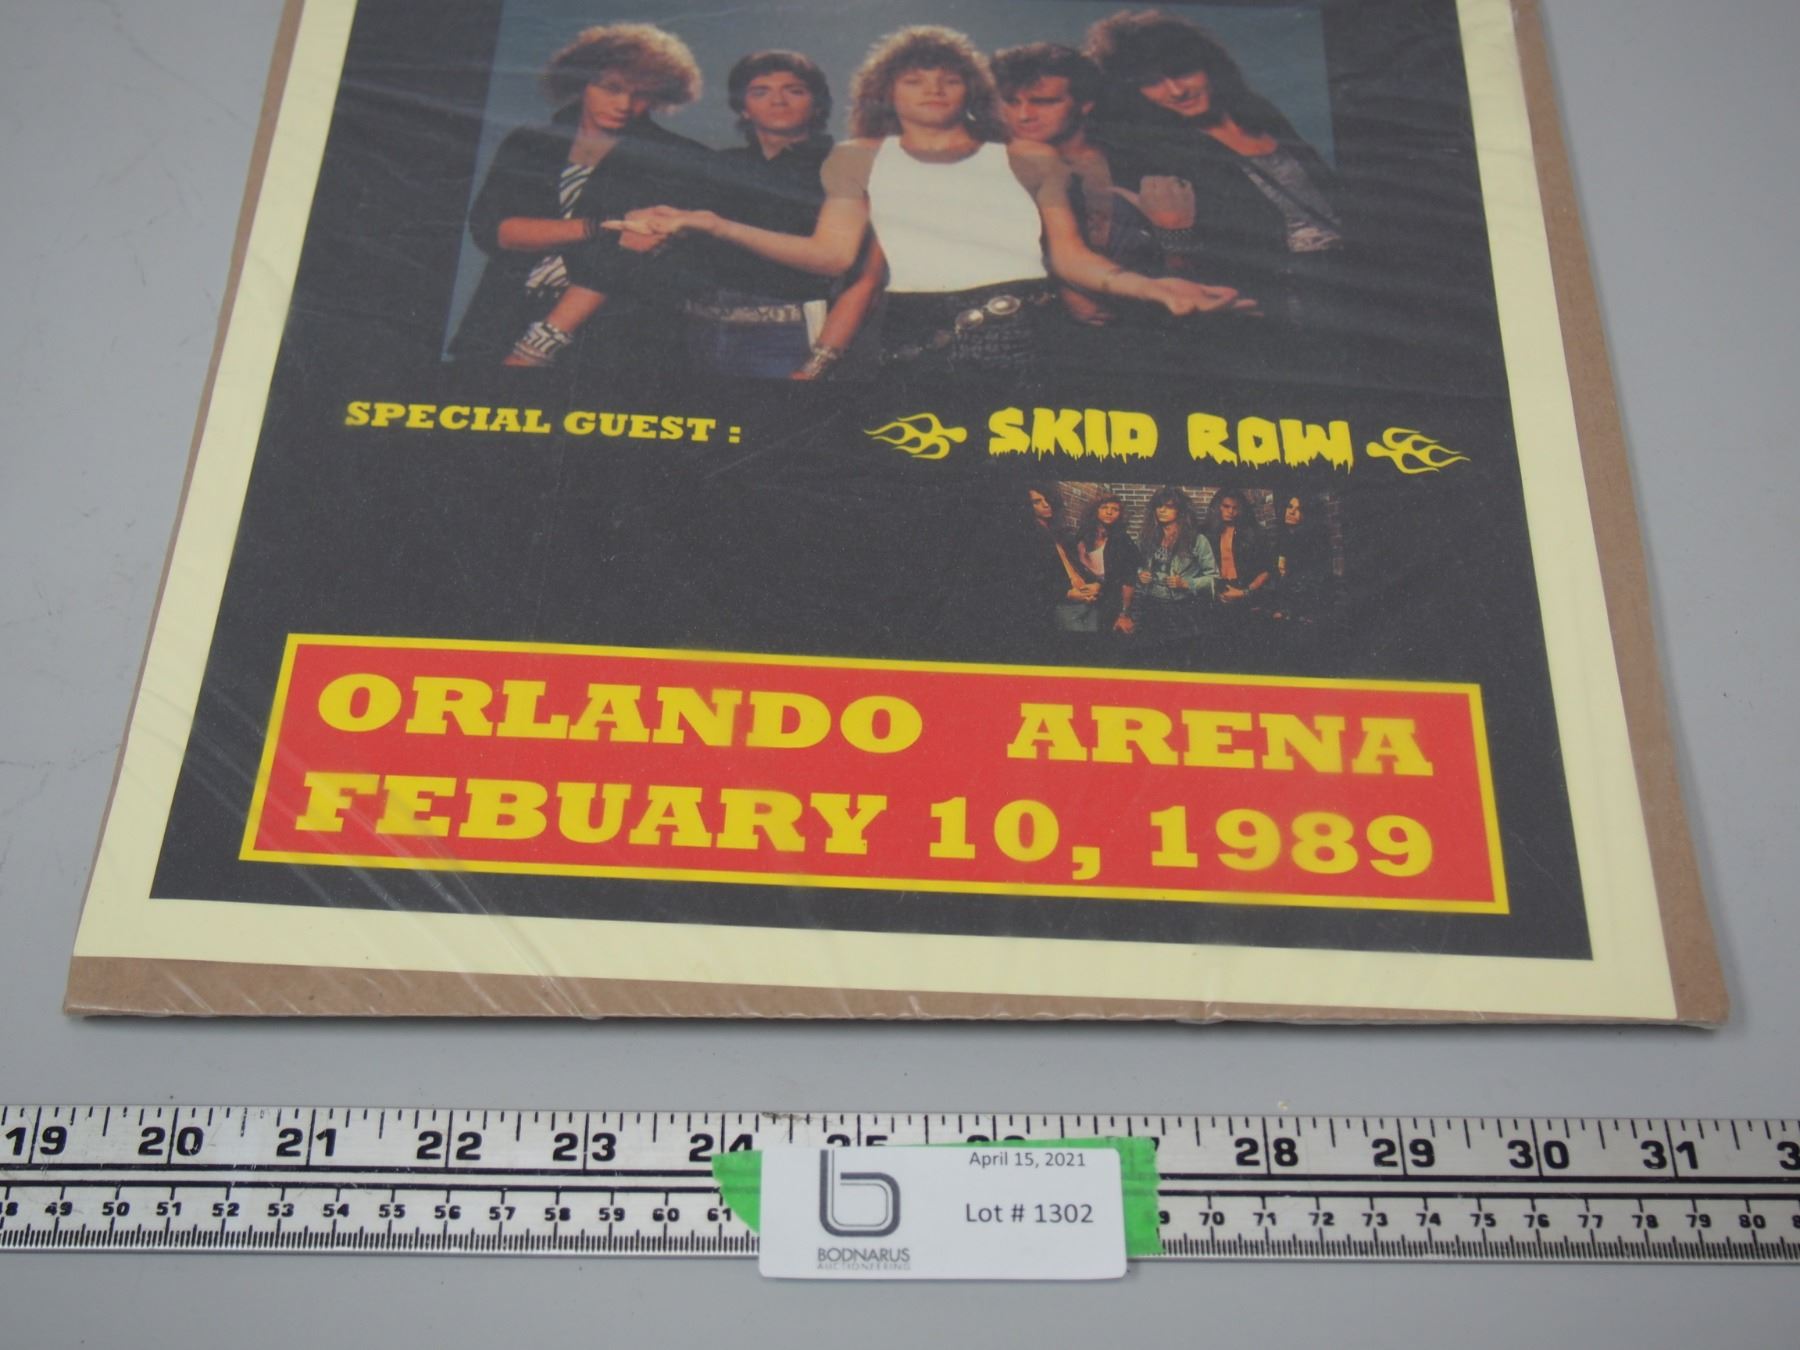 SPECIAL GUEST :
SKID ROW
ORLANDO ARENA
FEBUARY 10, 1989
19 20 21 22 23 24 25 28 29 30 31
49 50 51 52 53 54 55 56 57 58 59 60 61 70 71 72 73 74 75 76 77 78 79 80
April 15, 2021
Lot # 1302
BODNARUS
AUCTIONEERING